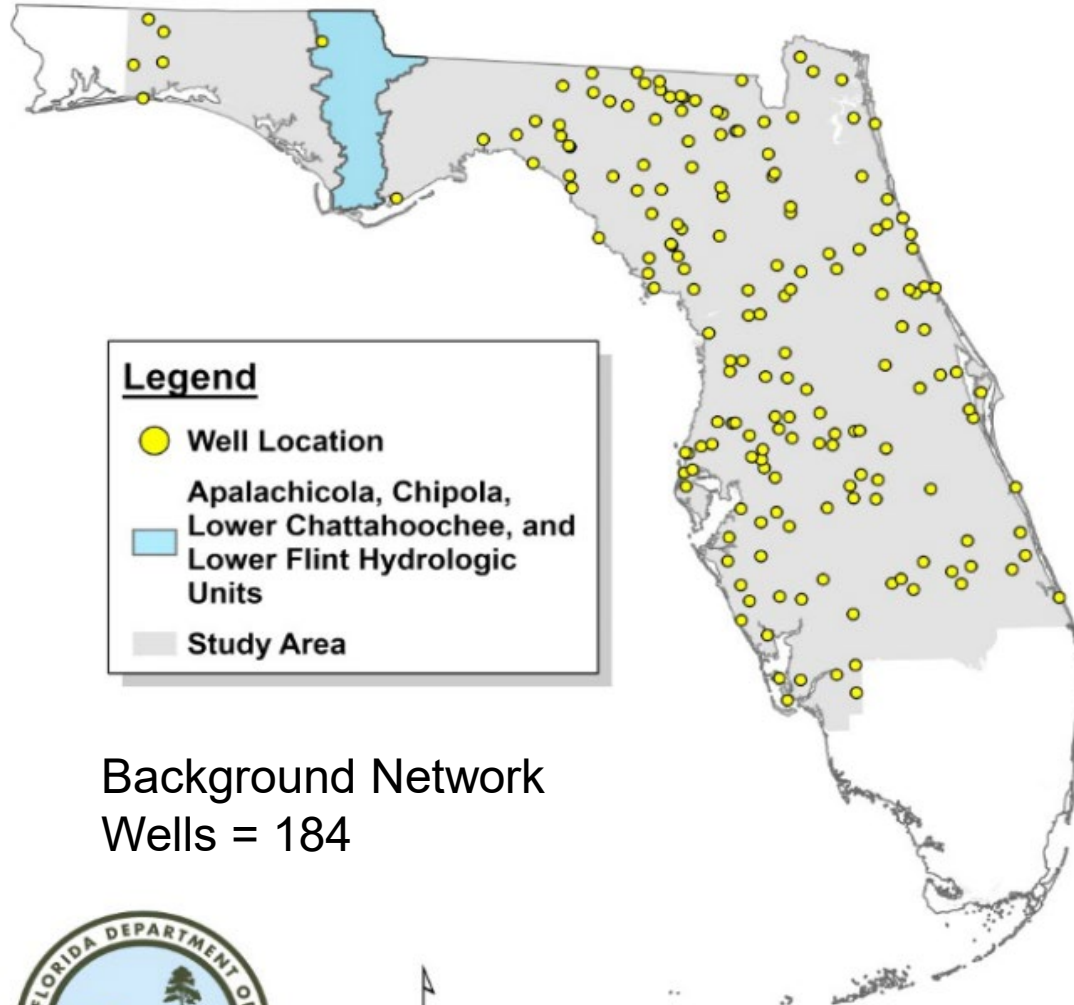 Legend
Well Location
Apalachicola, Chipola,
Lower Chattahoochee, and
Lower Flint Hydrologic
Units
Study Area
Background Network
Wells = 184
FLORIDA DEPARTMENT OF